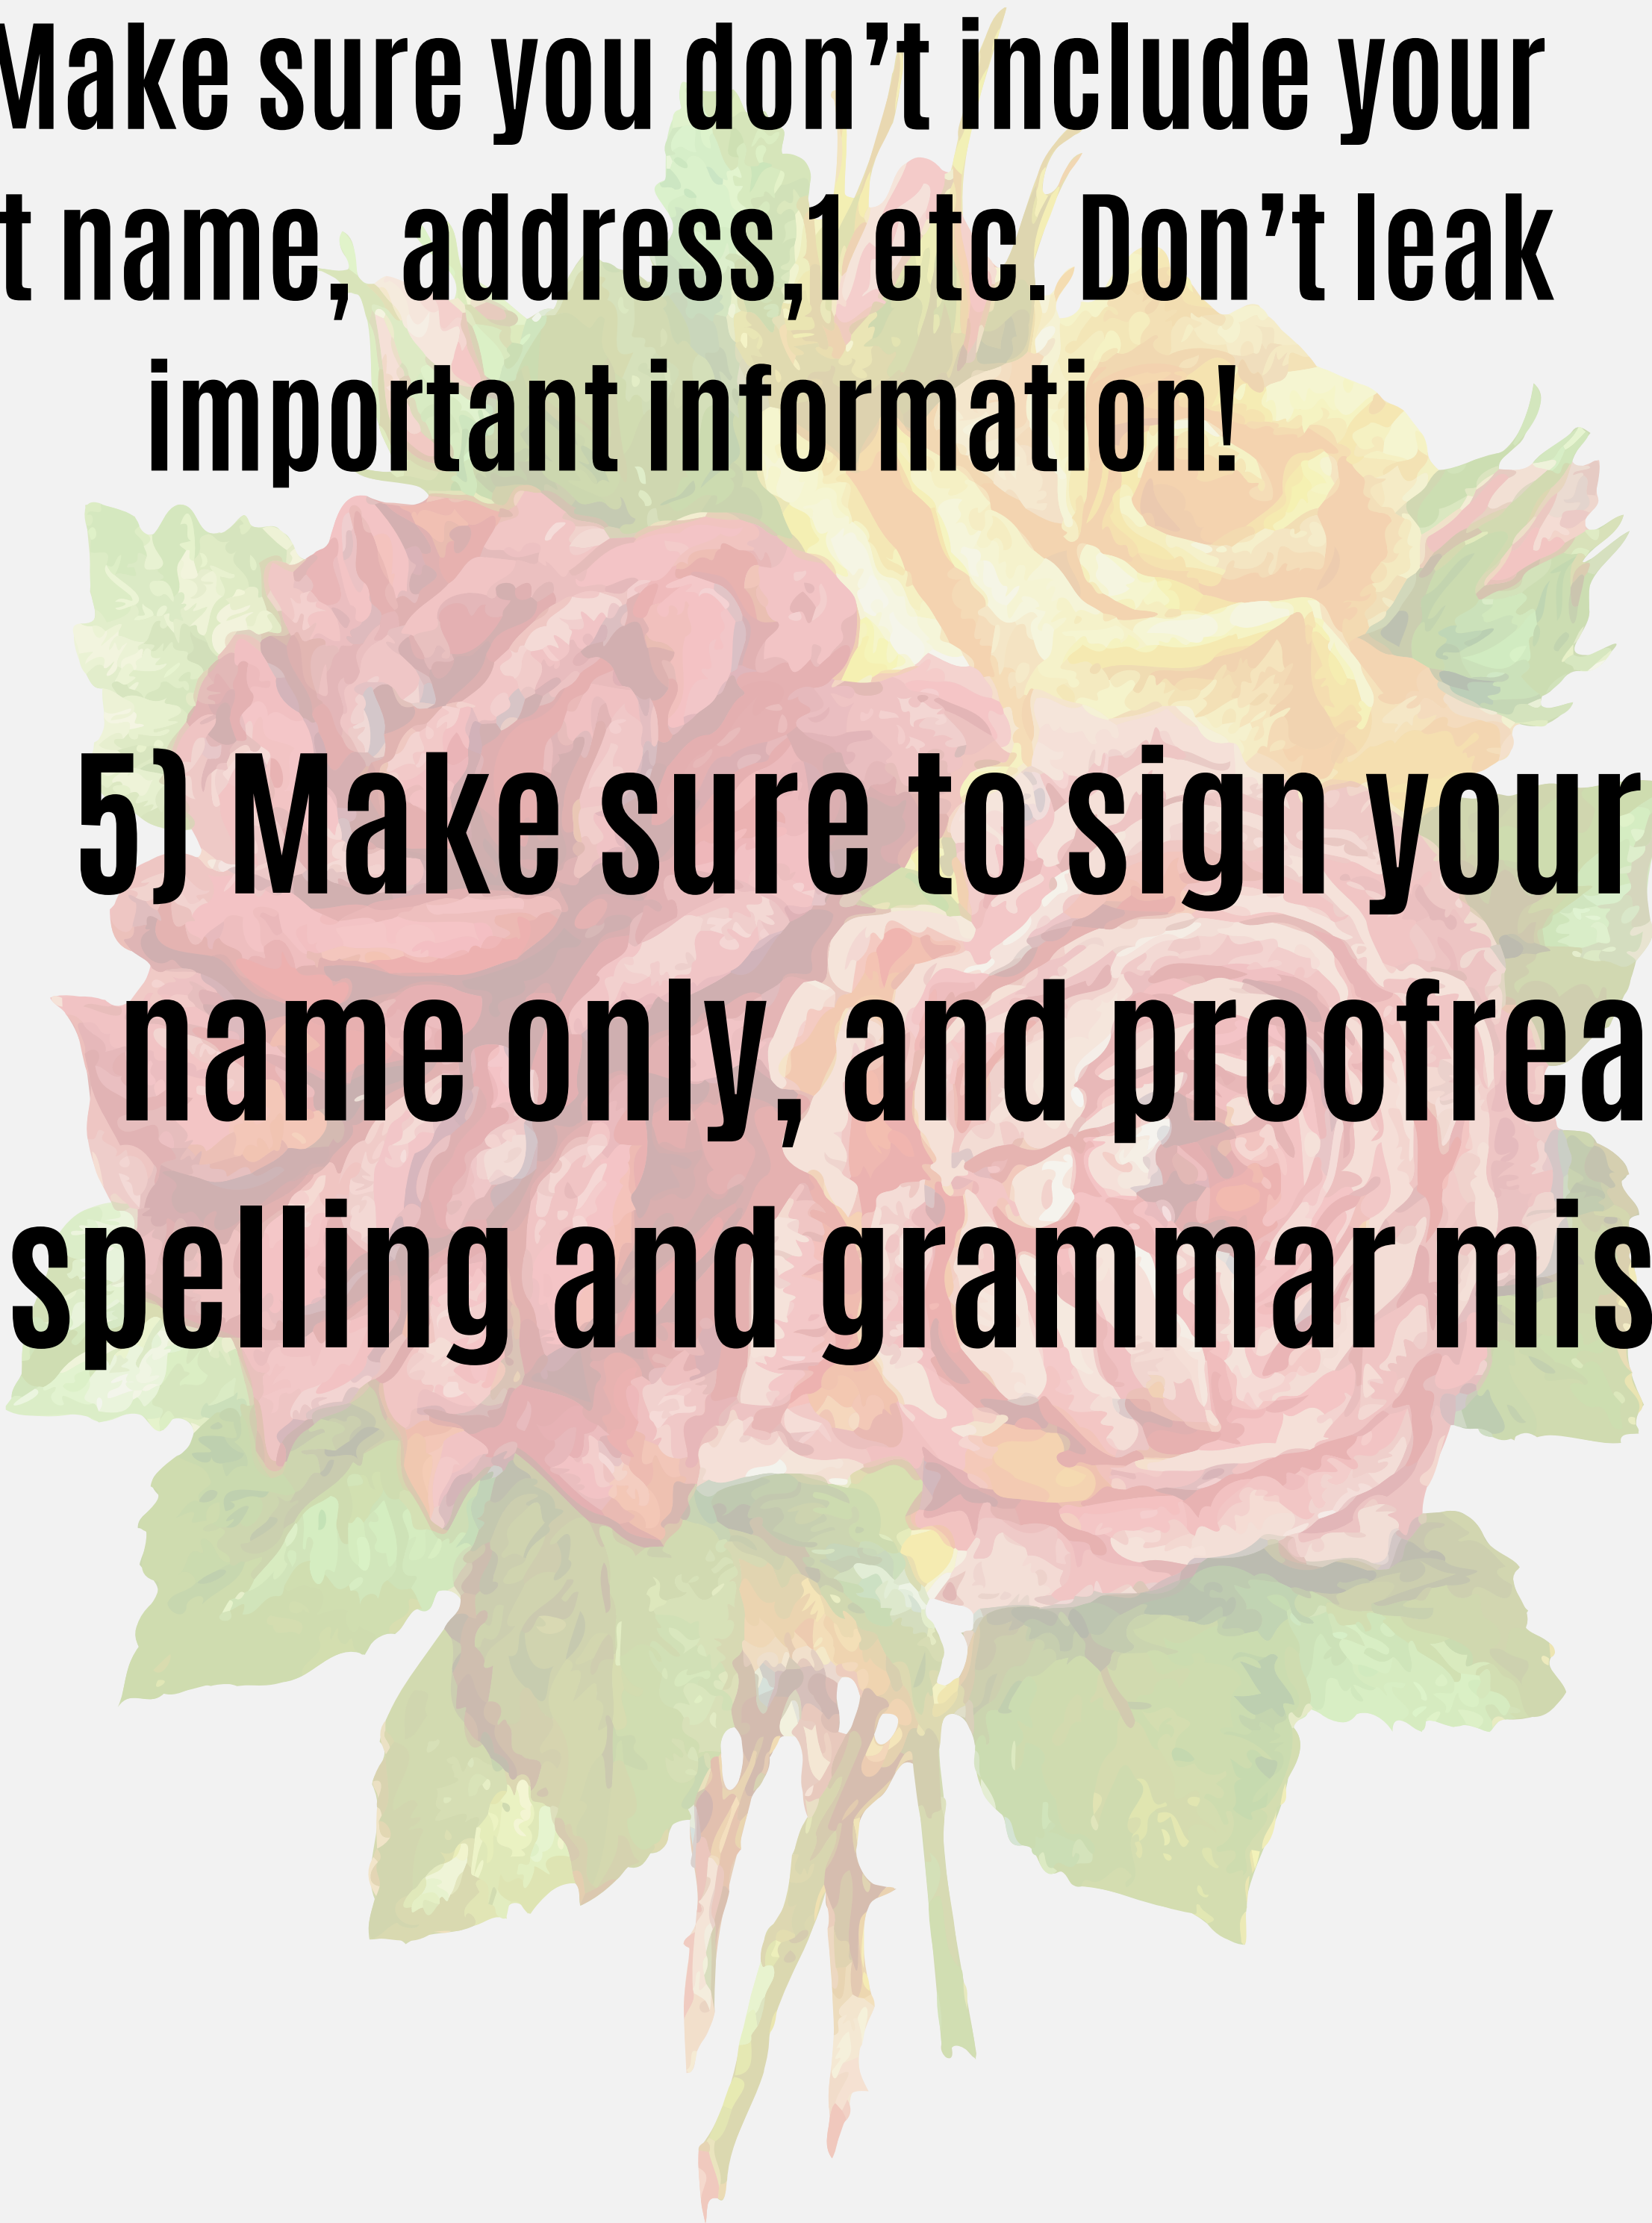 Make sure you don’t include your
t name, address,1 etc. Don’t leak
important information!
5) Make sure to sign your
name only, and proofrea
spelling and grammar mis